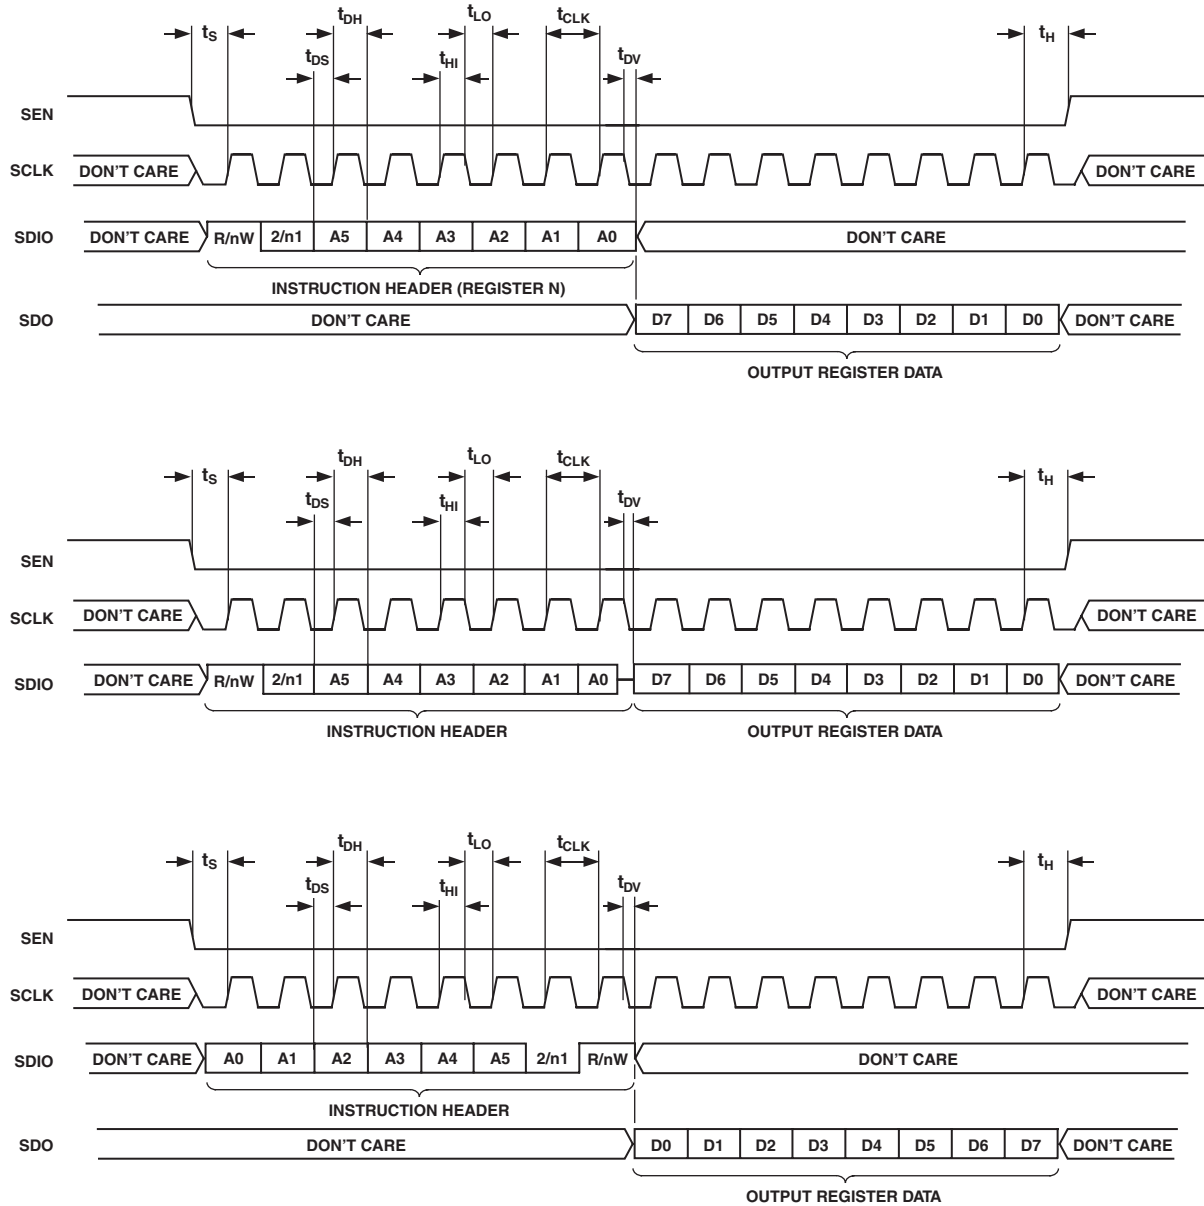 tS tDH tLO tCLK tH
tDS tHI tDV
SEN
SCLK DON'T CARE DON'T CARE
SDIO DON'T CARE R/nW 2/n1 A5 A4 A3 A2 A1 A0 DON'T CARE
INSTRUCTION HEADER (REGISTER N)
SDO DON'T CARE D7 D6 D5 D4 D3 D2 D1 D0 DON'T CARE
OUTPUT REGISTER DATA
tS tDH tLO tCLK tH
tDS tHI tDV
SEN
SCLK DON'T CARE DON'T CARE
SDIO DON'T CARE R/nW 2/n1 A5 A4 A3 A2 A1 A0 D7 D6 D5 D4 D3 D2 D1 D0 DON'T CARE
INSTRUCTION HEADER OUTPUT REGISTER DATA
tS tDH tLO tCLK tH
tDS tHI tDV
SEN
SCLK DON'T CARE DON'T CARE
SDIO DON'T CARE A0 A1 A2 A3 A4 A5 2/n1 R/nW DON'T CARE
INSTRUCTION HEADER
SDO DON'T CARE D0 D1 D2 D3 D4 D5 D6 D7 DON'T CARE
OUTPUT REGISTER DATA